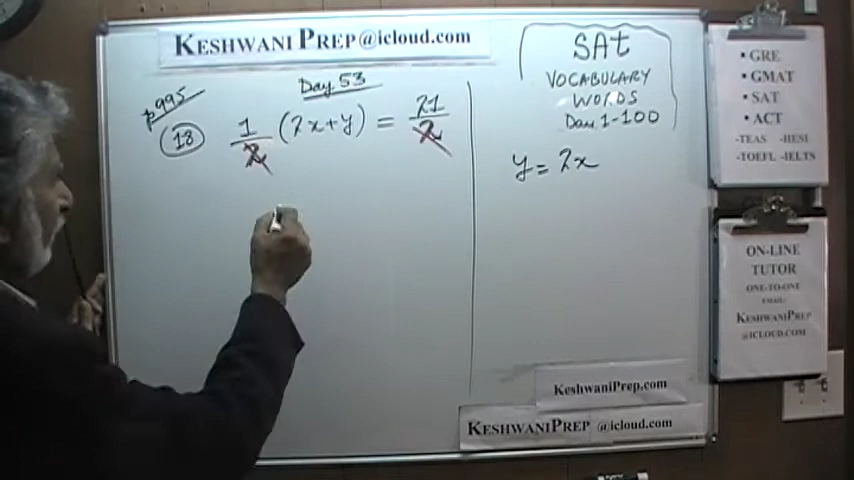 KESHWANIPREP@icloud.com
Day 53
p995
18
1/2 (2x+y) = 21/2
SAt
VOCABULARY
WORDS
Day 1-100
y = 2x
• GRE
• GMAT
• SAT
• ACT
-TEAS -HESI
-TOEFL -IELTS
ON-LINE
TUTOR
ONE-TO-ONE
EMAIL:
KESHWANIPREP
@ICLOUD.COM
KESHWANIPREP.com
KESHWANIPREP@icloud.com